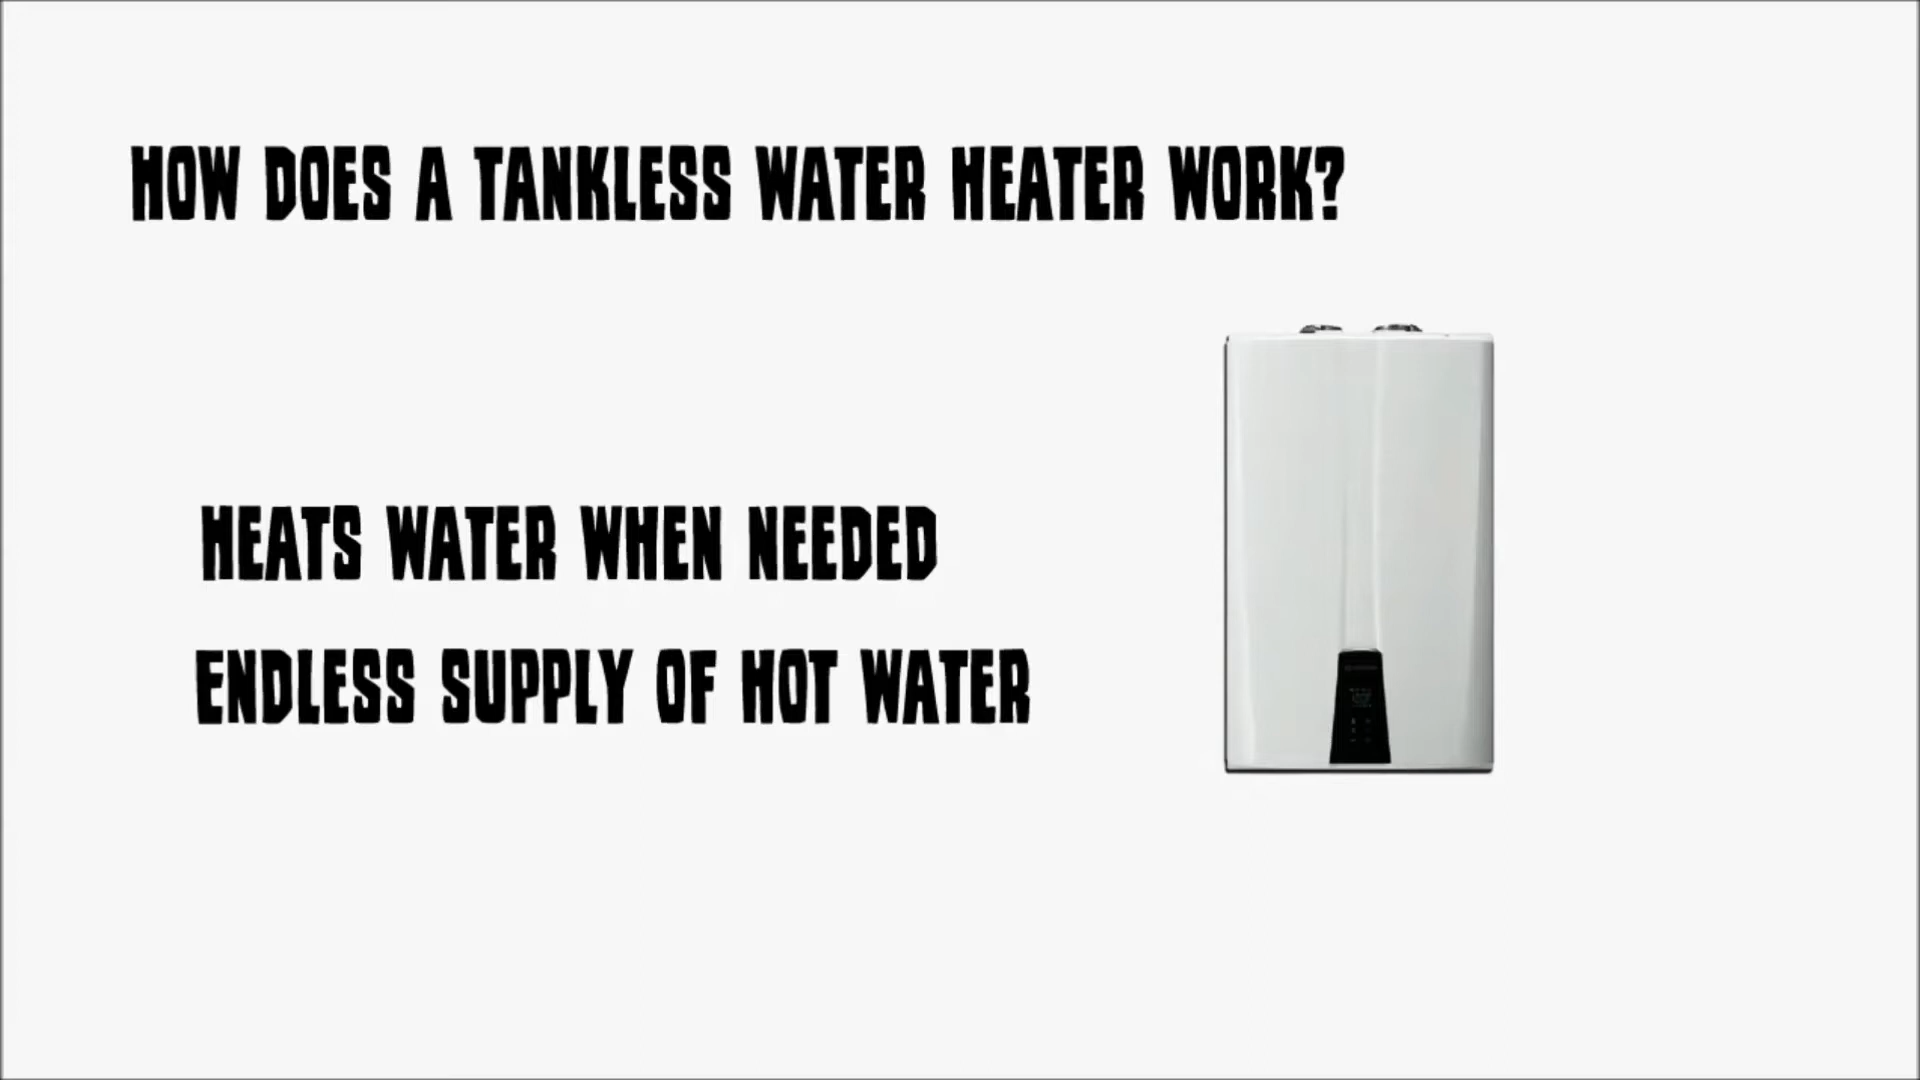 HOW DOES A TANKLESS WATER HEATER WORK?
HEATS WATER WHEN NEEDED
ENDLESS SUPPLY OF HOT WATER